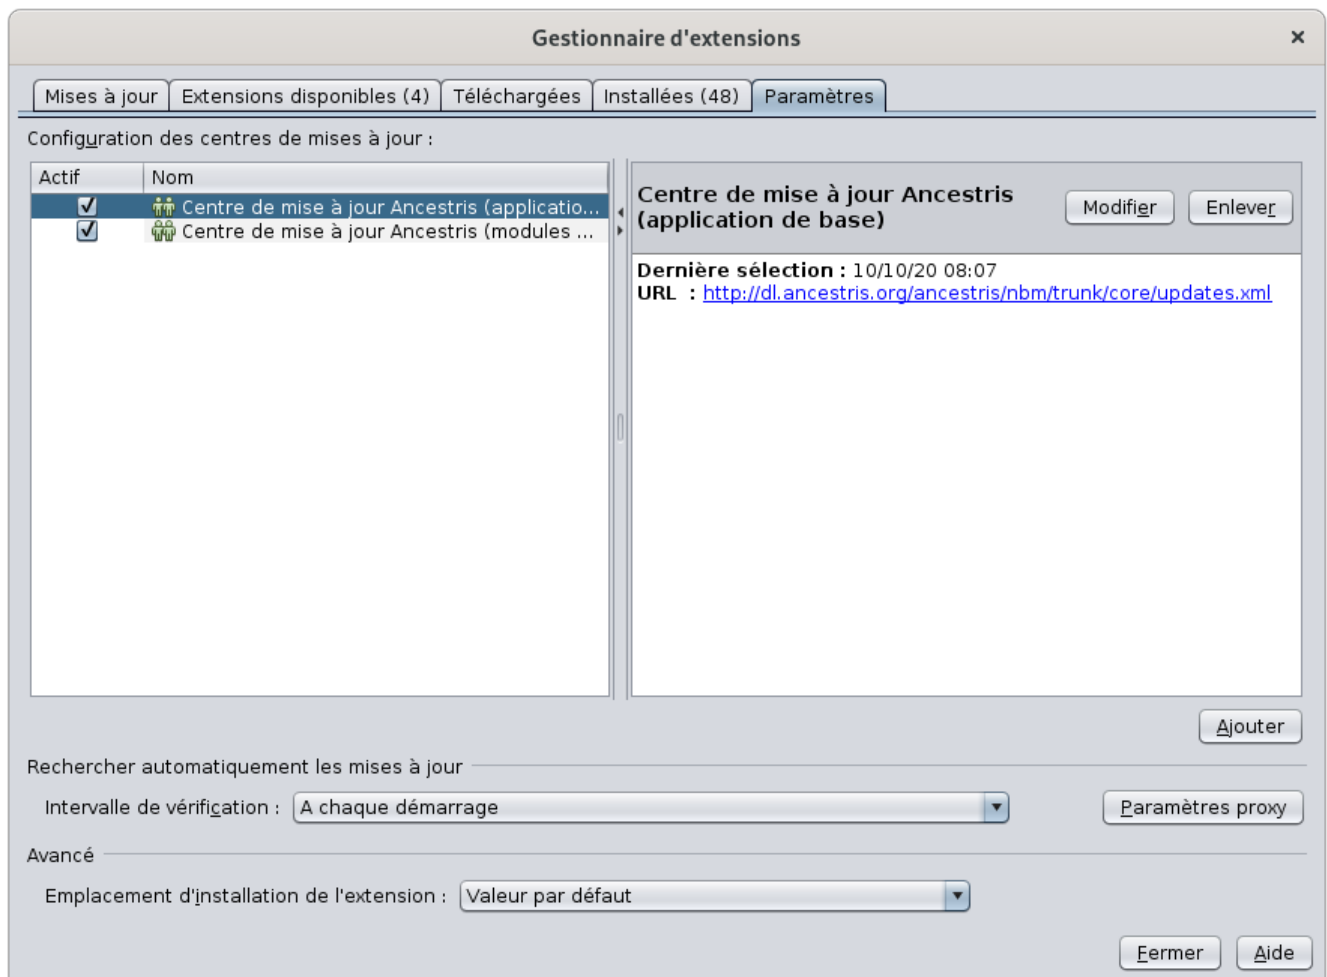 Gestionnaire d'extensions ×
Mises à jour Extensions disponibles (4) Téléchargées Installées (48) Paramètres
Configuration des centres de mises à jour :
Actif Nom
Centre de mise à jour Ancestris (applicatio...
Centre de mise à jour Ancestris (modules ...
Centre de mise à jour Ancestris
(application de base)
Modifier Enlever
Dernière sélection : 10/10/20 08:07
URL : http://dl.ancestris.org/ancestris/nbm/trunk/core/updates.xml
Ajouter
Rechercher automatiquement les mises à jour
Intervalle de vérification : A chaque démarrage Paramètres proxy
Avancé
Emplacement d'installation de l'extension : Valeur par défaut
Fermer Aide